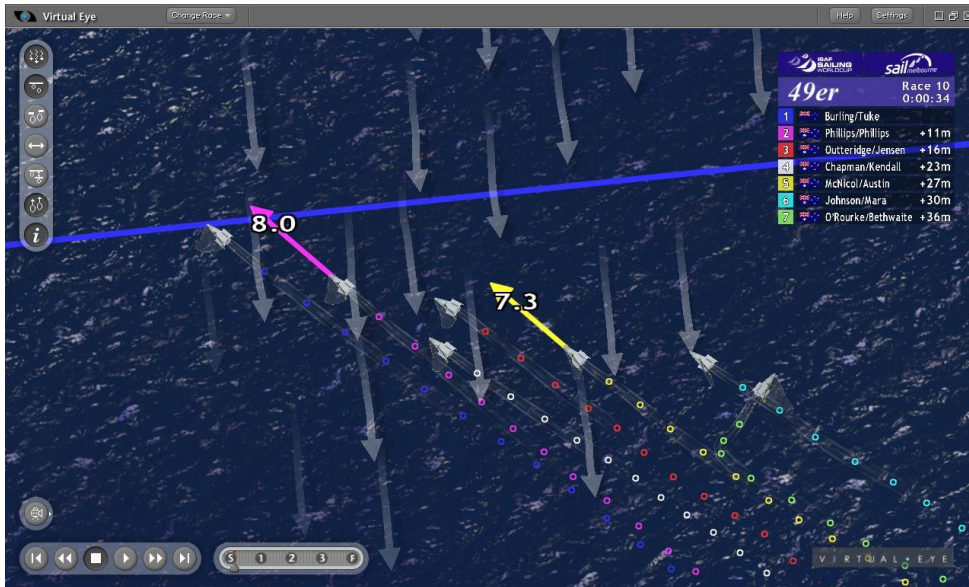 Virtual Eye
Change Race
Help
Settings
ISAF
SAILING
WORLDCUP
sail
melbourne
49er
Race 10
0:00:34
1 Burling/Tuke
2 Phillips/Phillips +11m
3 Outteridge/Jensen +16m
4 Chapman/Kendall +23m
5 McNicol/Austin +27m
6 Johnson/Mara +30m
7 O'Rourke/Bethwaite +36m
8.0
7.3
i
S 1 2 3 F
VIRTUAL EYE